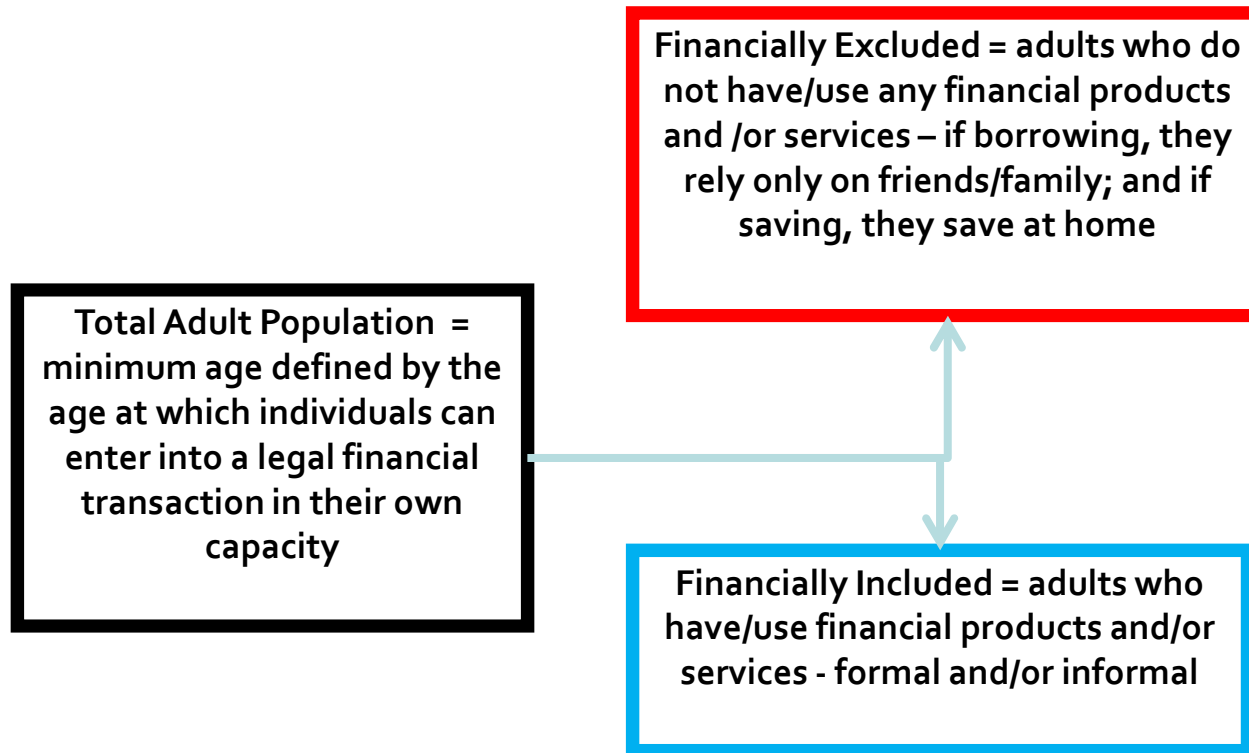 Financially Excluded = adults who do
not have/use any financial products
and /or services – if borrowing, they
rely only on friends/family; and if
saving, they save at home
Total Adult Population =
minimum age defined by the
age at which individuals can
enter into a legal financial
transaction in their own
capacity
Financially Included = adults who
have/use financial products and/or
services - formal and/or informal